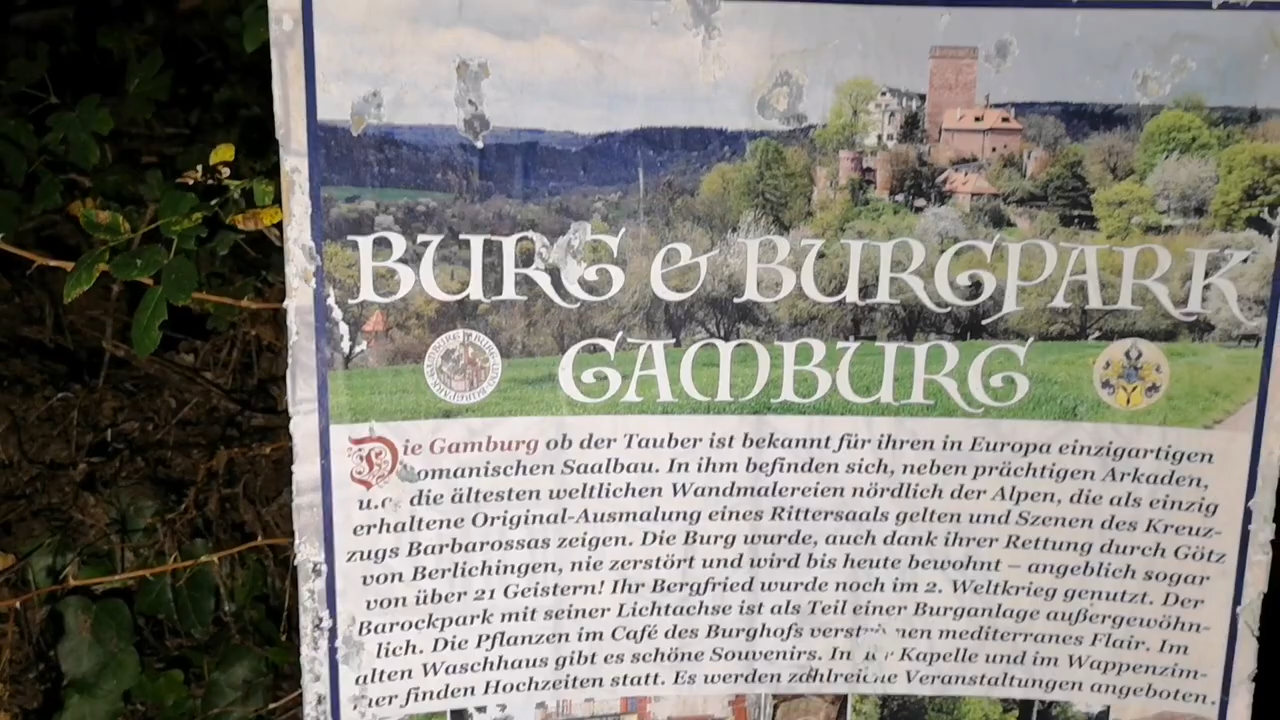 BURG & BURGPARK
GAMBURG
Die Gamburg ob der Tauber ist bekannt für ihren in Europa einzigartigen
romanischen Saalbau. In ihm befinden sich, neben prächtigen Arkaden,
die ältesten weltlichen Wandmalereien nördlich der Alpen, die als einzig
erhaltene Original-Ausmalung eines Rittersaals gelten und Szenen des Kreuz-
zugs Barbarossas zeigen. Die Burg wurde, auch dank ihrer Rettung durch Götz
von Berlichingen, nie zerstört und wird bis heute bewohnt – angeblich sogar
von über 21 Geistern! Ihr Bergfried wurde noch im 2. Weltkrieg genutzt. Der
Barockpark mit seiner Lichtachse ist als Teil einer Burganlage außergewöhn-
lich. Die Pflanzen im Café des Burghofs mediterranes Flair. Im
alten Waschhaus gibt es schöne Souvenirs. In Kapelle und im Wappenzim-
mer finden Hochzeiten statt. Es werden zahlreiche Veranstaltungen angeboten.